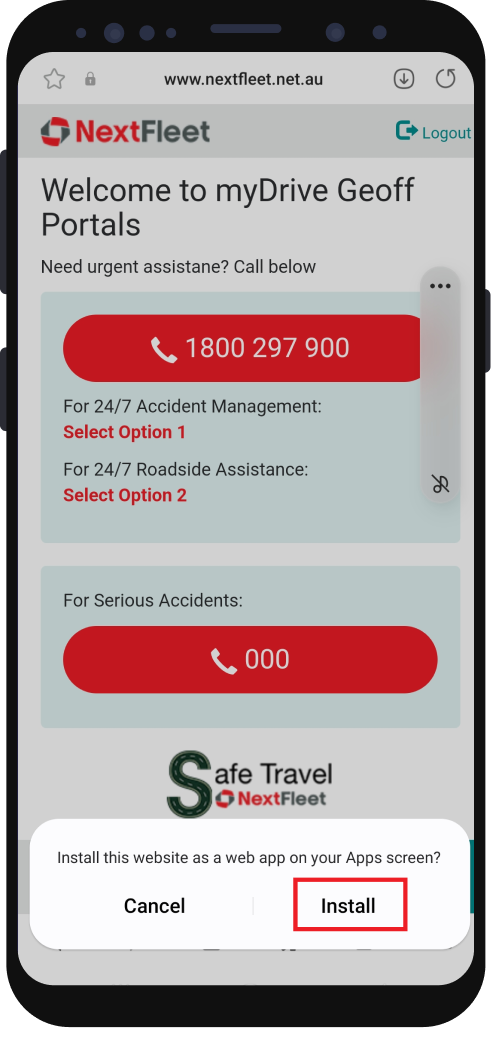 www.nextfleet.net.au
NextFleet
Logout
Welcome to myDrive Geoff
Portals
Need urgent assistane? Call below
1800 297 900
For 24/7 Accident Management:
Select Option 1
For 24/7 Roadside Assistance:
Select Option 2
For Serious Accidents:
000
Safe Travel
NextFleet
Install this website as a web app on your Apps screen?
Cancel
Install